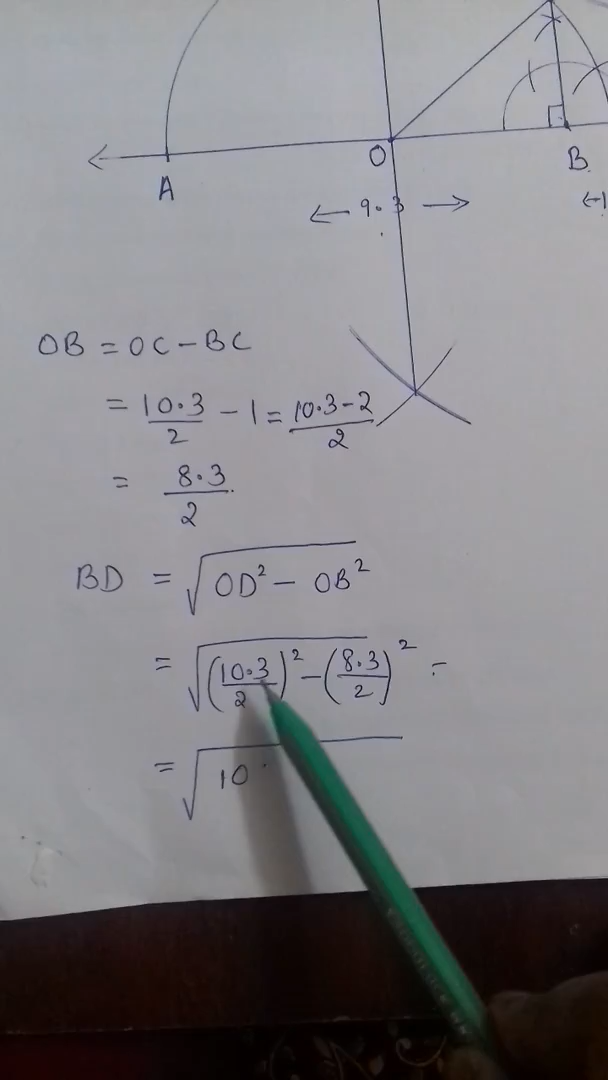 O
B
A
← 9.3 →
OB = OC - BC
= 10.3/2 - 1 = 10.3-2/2
= 8.3/2
BD = √OD² - OB²
= √(10.3/2)² - (8.3/2)² =
= √10